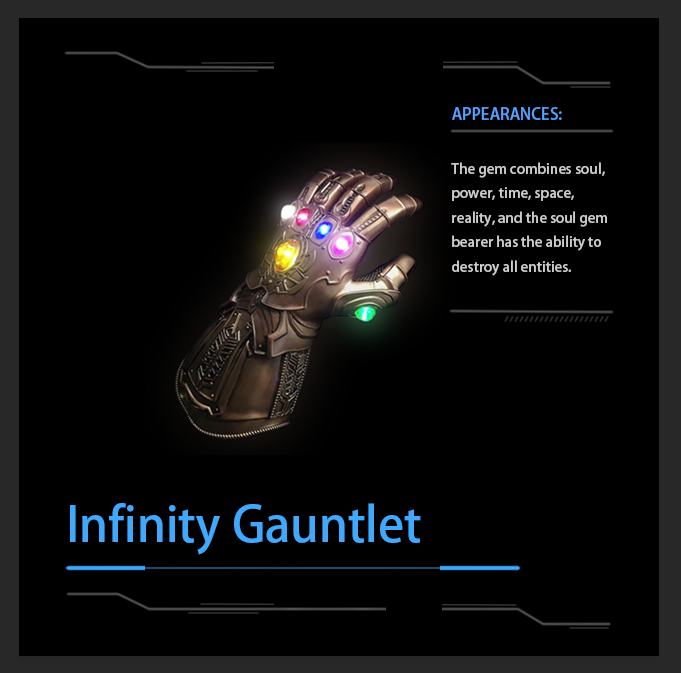 APPEARANCES:
The gem combines soul,
power, time, space,
reality, and the soul gem
bearer has the ability to
destroy all entities.
Infinity Gauntlet